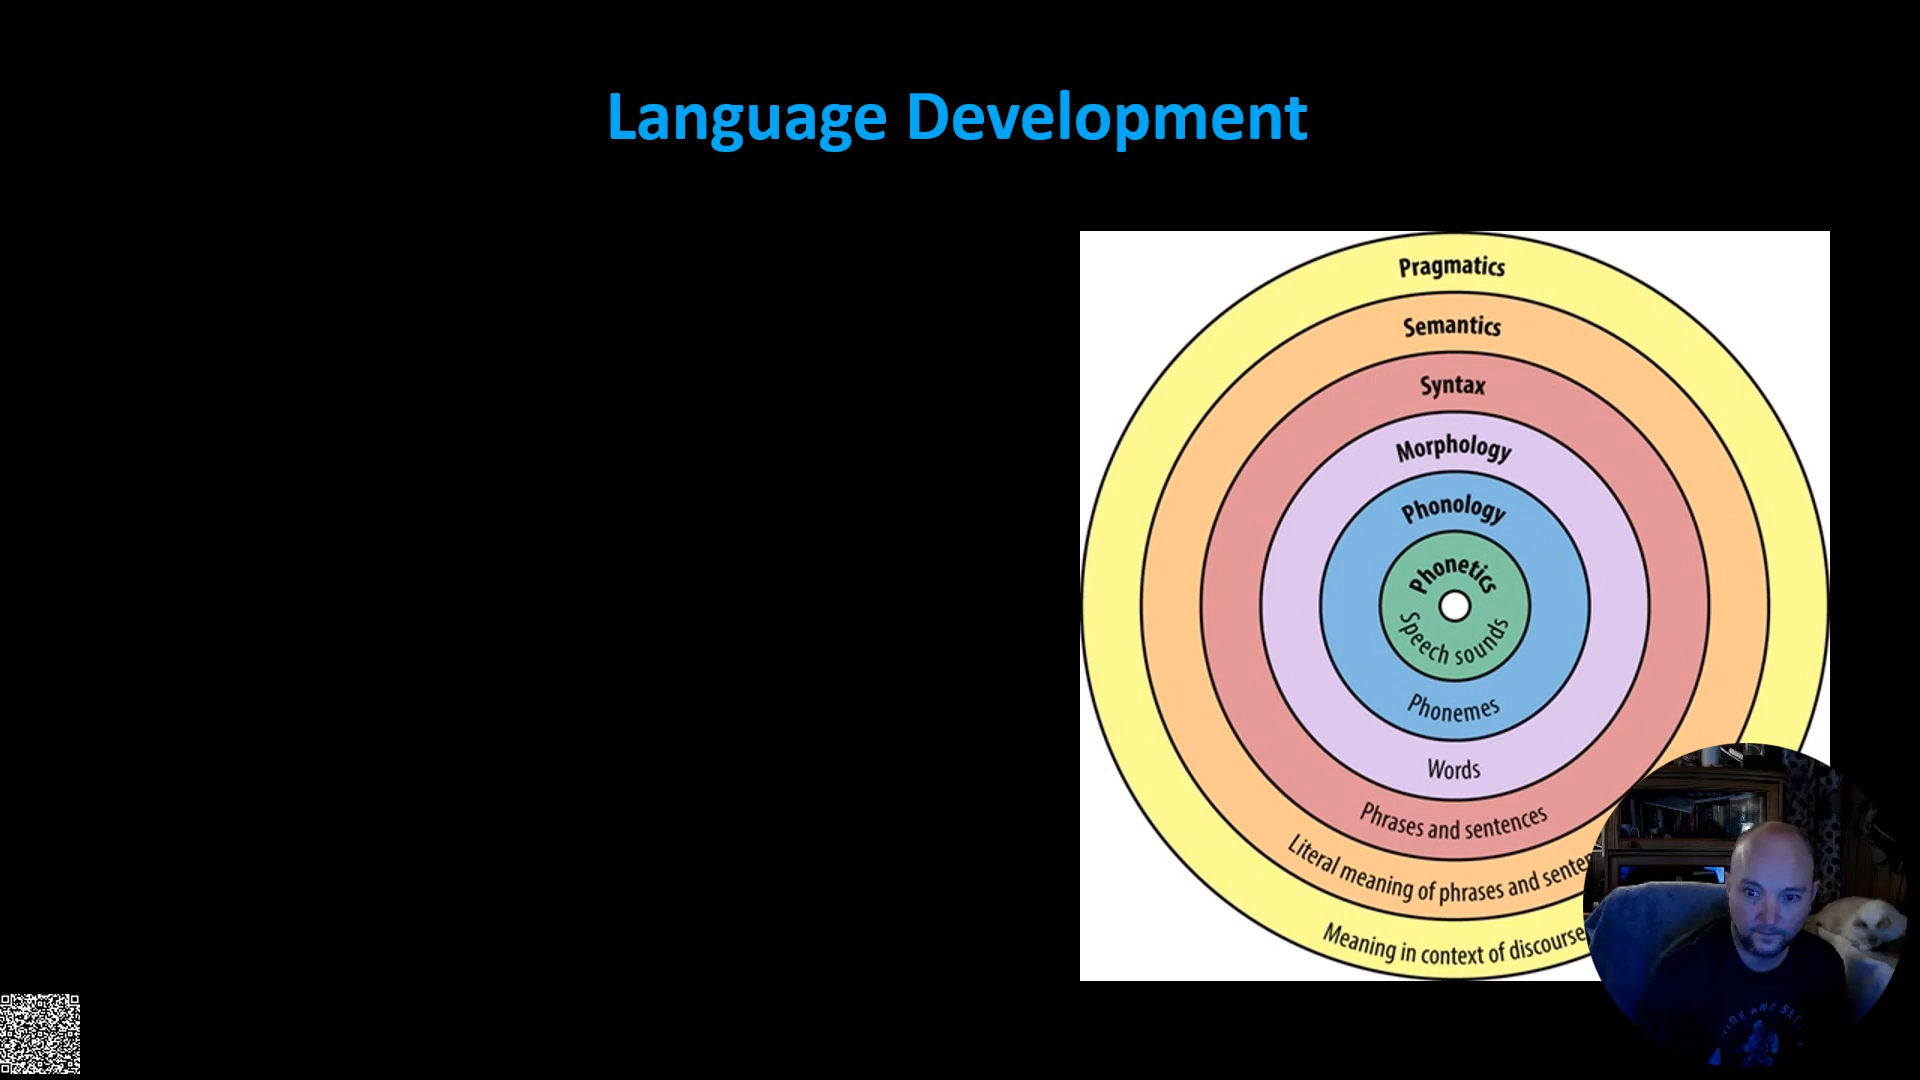 Language Development
Pragmatics
Semantics
Syntax
Morphology
Phonology
Phonetics
Speech sounds
Phonemes
Words
Phrases and sentences
Literal meaning of phrases and
Meaning in context of discourse